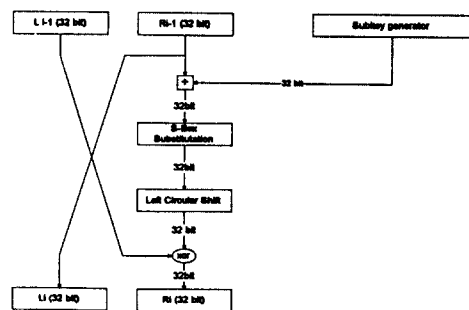 L i-1 (32 bit)
Ri-1 (32 bit)
Subkey generator
+
32 bit
32bit
S-Box
Substitutation
32bit
Left Circular Shift
32 bit
xor
32bit
Li (32 bit)
Ri (32 bit)